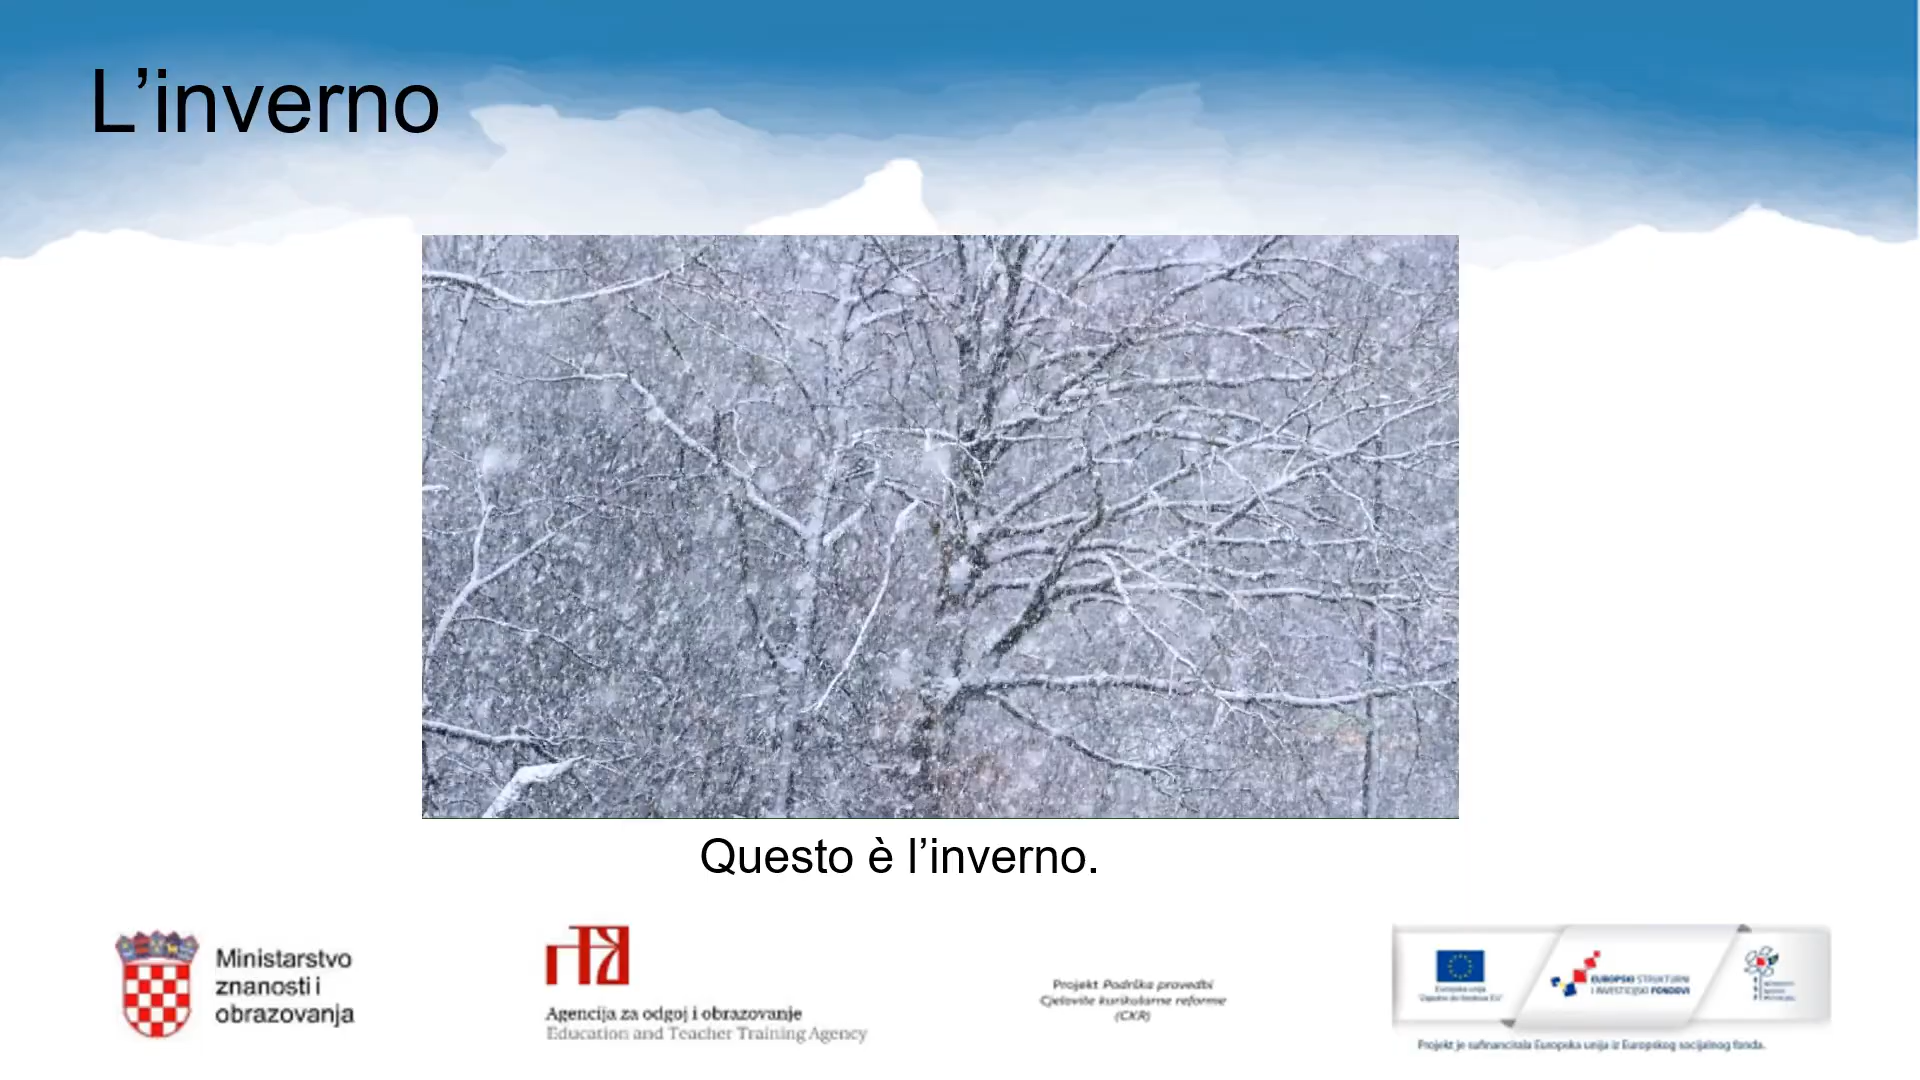 L’inverno
Questo è l’inverno.
Ministarstvo
znanosti i
obrazovanja
Agencija za odgoj i obrazovanje
Education and Teacher Training Agency
Projekt Podrška provedbi
Cjelovite kurikularne reforme
(CKR)
EUROPSKI STRUKTURNI
I INVESTICIJSKI FONDOVI
Projekt je sufinancirala Europska unija iz Europskog socijalnog fonda.